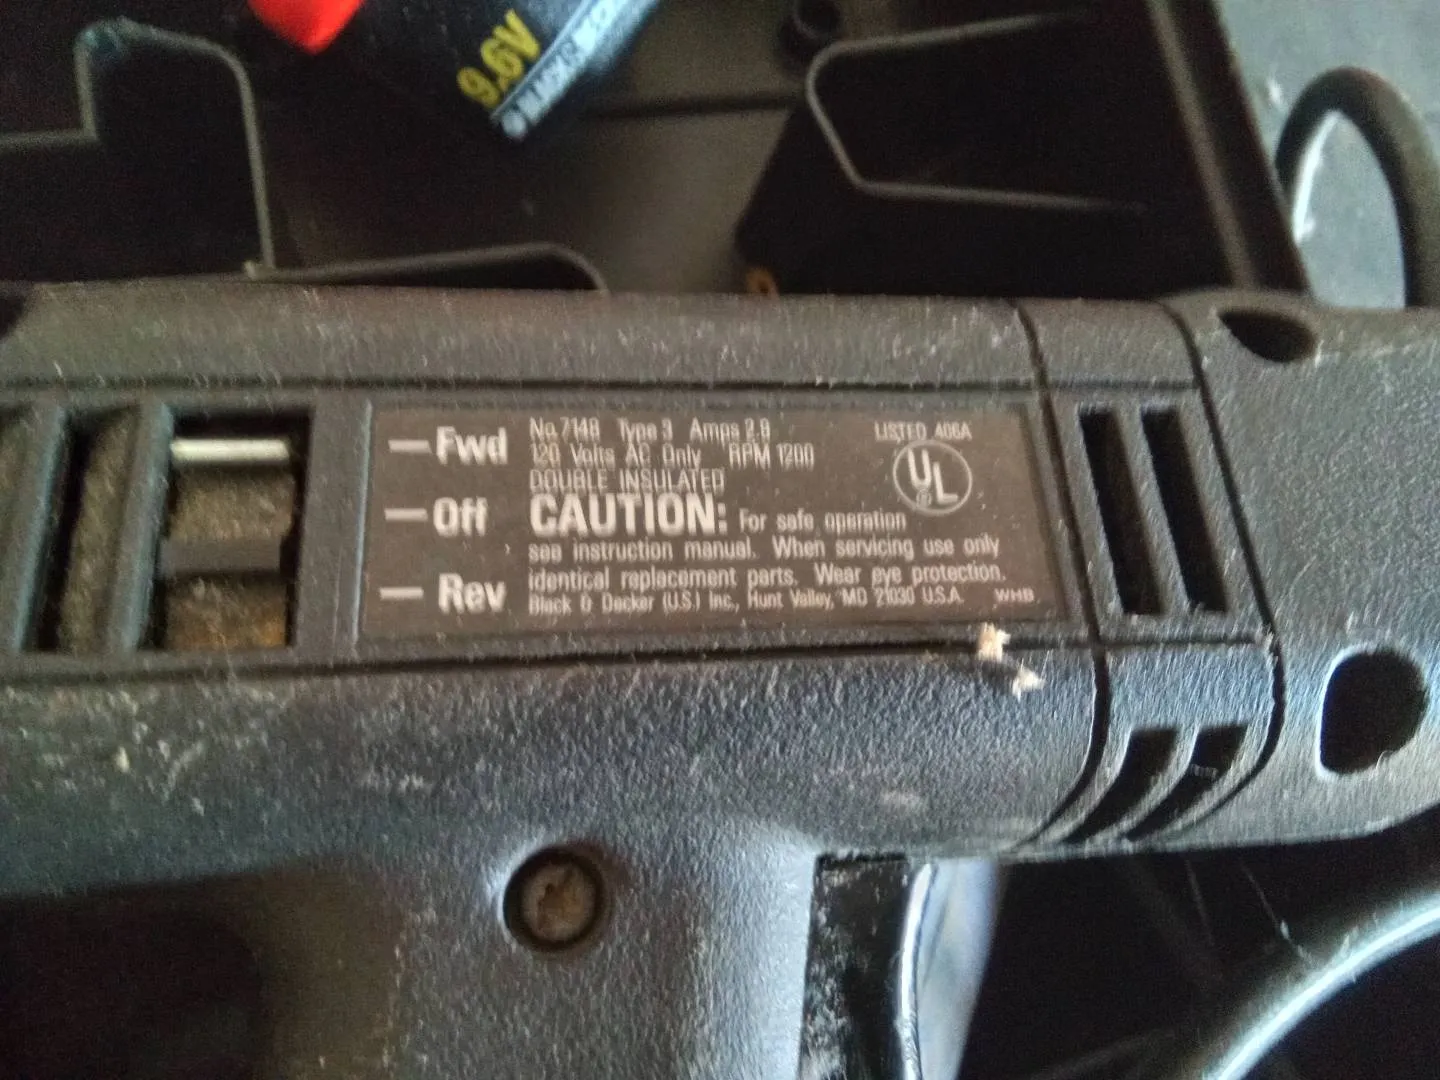 9.6V
Fwd
Off
Rev
No. 7148 Type 3 Amps 2.9
120 Volts AC Only RPM 1200
DOUBLE INSULATED
CAUTION: For safe operation
see instruction manual. When servicing use only
identical replacement parts. Wear eye protection.
Black & Decker (U.S.) Inc., Hunt Valley, MD 21030 U.S.A. WHB
LISTED 406A
UL
®